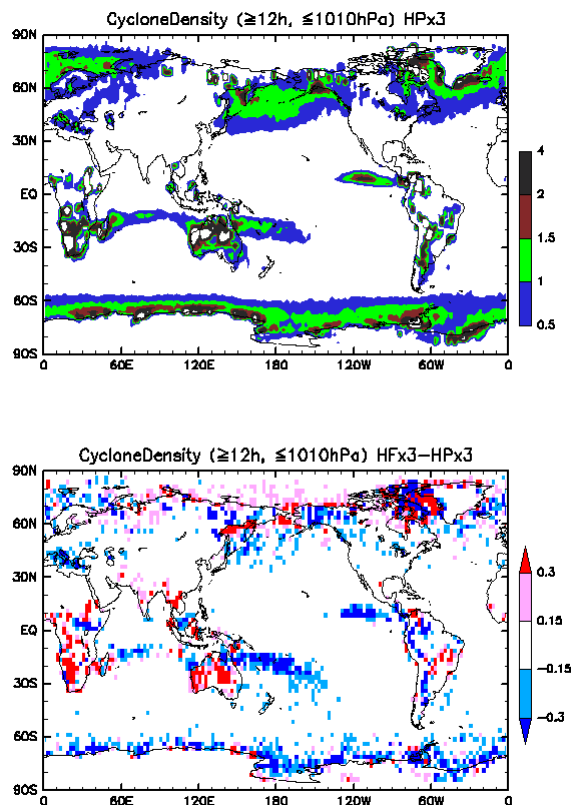 CycloneDensity (≧12h, ≦1010hPa) HPx3
90N
60N
30N
EQ
30S
60S
90S
0 60E 120E 180 120W 60W 0
4
2
1.5
1
0.5
CycloneDensity (≧12h, ≦1010hPa) HFx3−HPx3
90N
60N
30N
EQ
30S
60S
90S
0 60E 120E 180 120W 60W 0
0.3
0.15
−0.15
−0.3